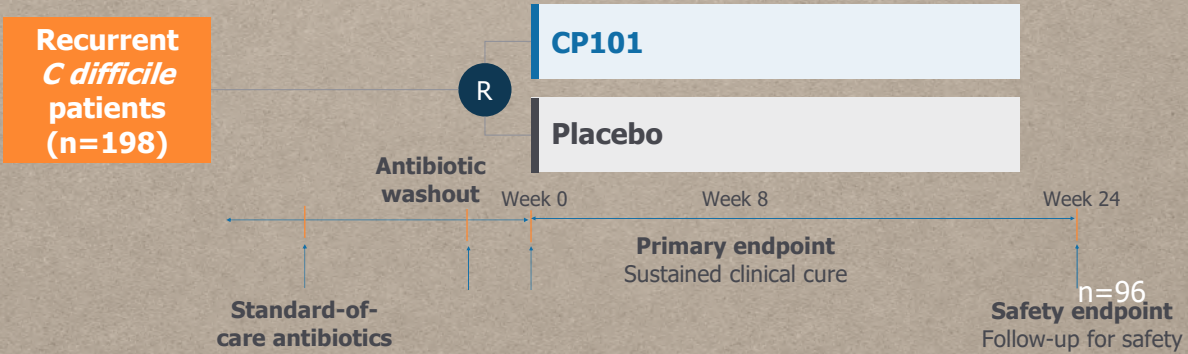 Recurrent
C difficile
patients
(n=198)
R
CP101
Placebo
Antibiotic
washout
Week 0
Week 8
Week 24
Primary endpoint
Sustained clinical cure
Standard-of-
care antibiotics
n=96
Safety endpoint
Follow-up for safety